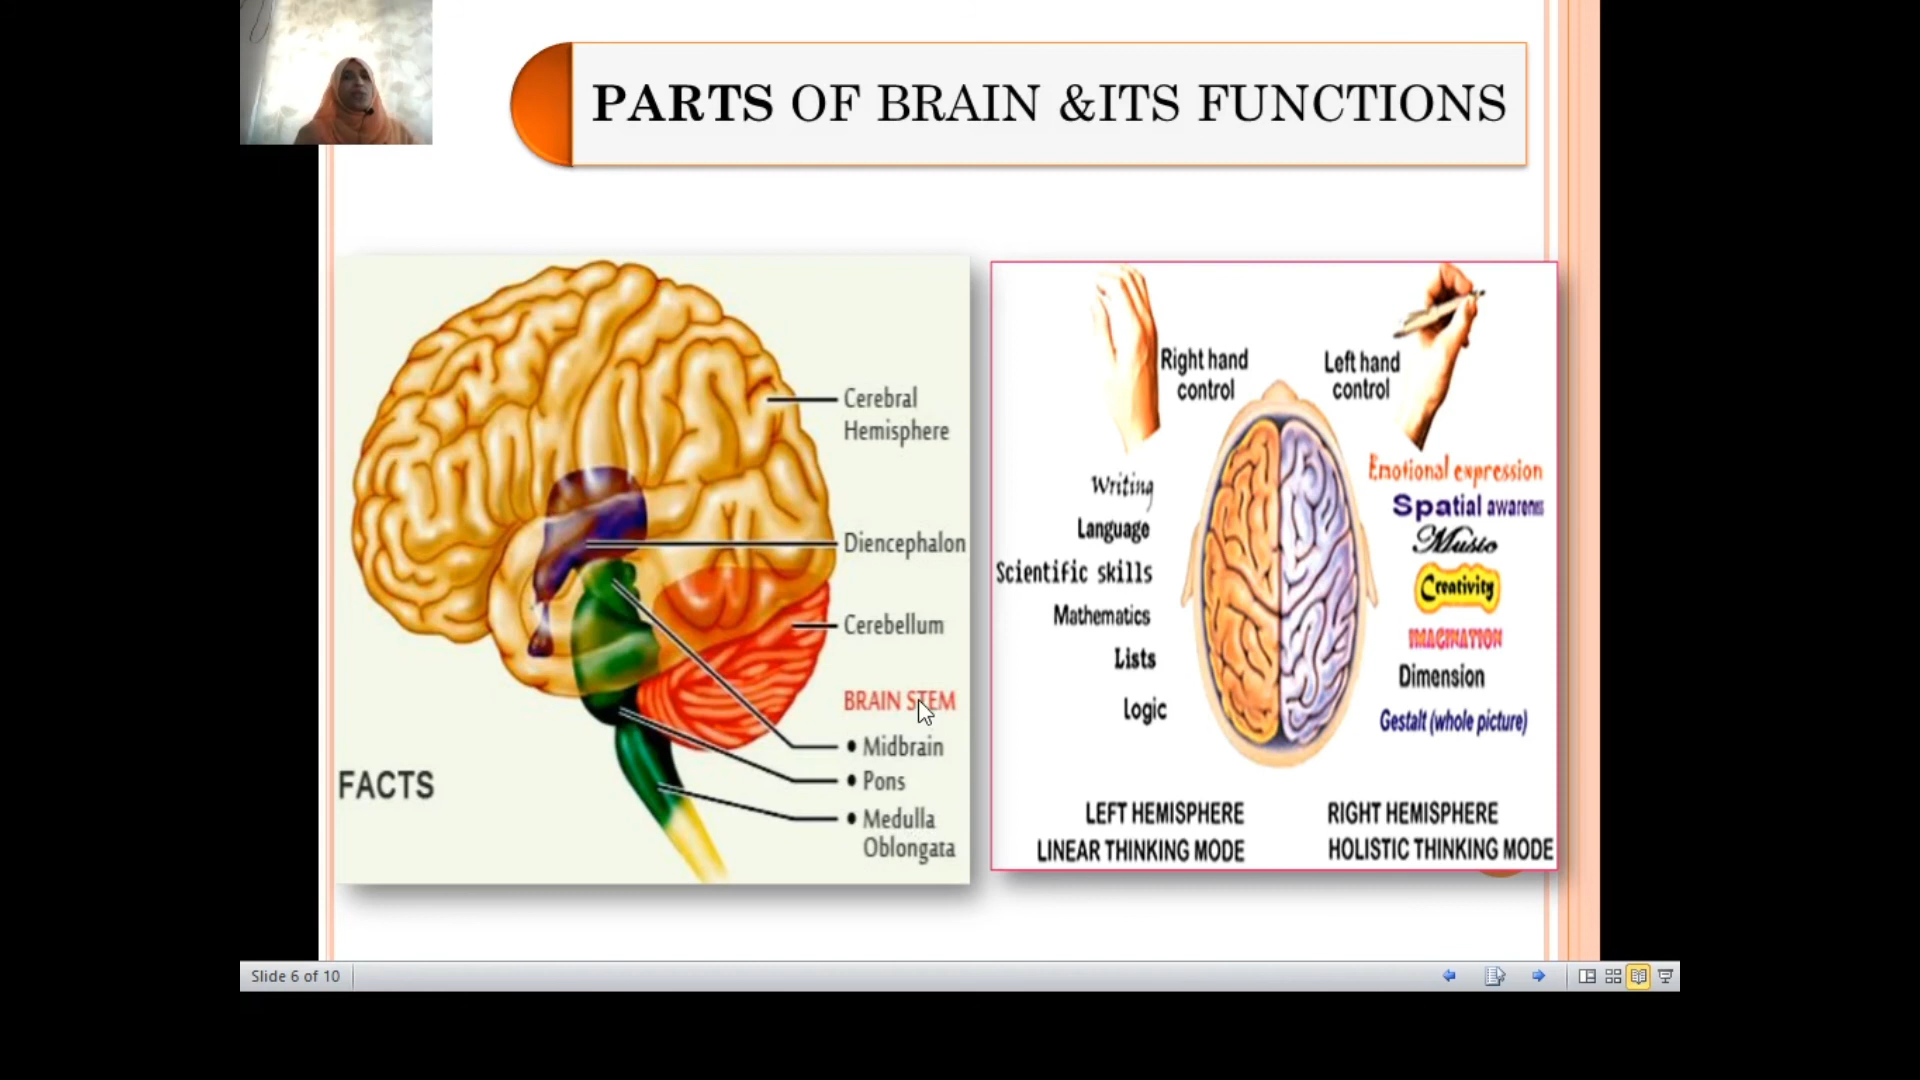 PARTS OF BRAIN &ITS FUNCTIONS
Cerebral
Hemisphere
Diencephalon
Cerebellum
BRAIN STEM
• Midbrain
• Pons
• Medulla
Oblongata
FACTS
Right hand
control
Left hand
control
Writing
Language
Scientific skills
Mathematics
Lists
Logic
Emotional expression
Spatial awareness
Music
Creativity
IMAGINATION
Dimension
Gestalt (whole picture)
LEFT HEMISPHERE
LINEAR THINKING MODE
RIGHT HEMISPHERE
HOLISTIC THINKING MODE
Slide 6 of 10